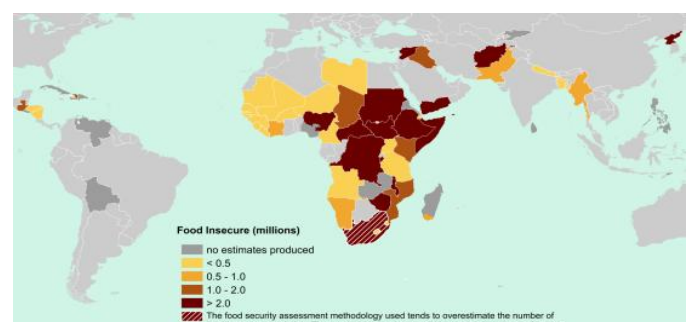 Food Insecure (millions)
no estimates produced
< 0.5
0.5 - 1.0
1.0 - 2.0
> 2.0
The food security assessment methodology used tends to overestimate the number of